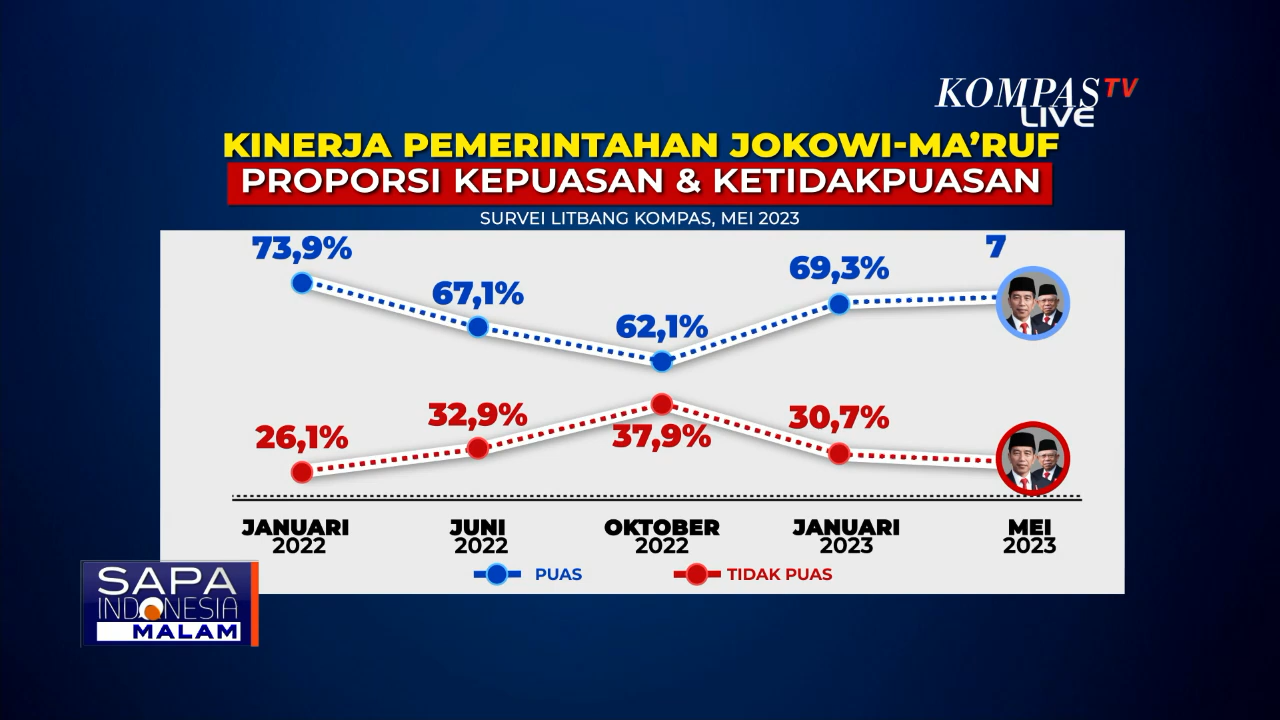 KOMPAS TV
LIVE
KINERJA PEMERINTAHAN JOKOWI-MA'RUF
PROPORSI KEPUASAN & KETIDAKPUASAN
SURVEI LITBANG KOMPAS, MEI 2023
73,9%
67,1%
62,1%
69,3%
7
26,1%
32,9%
37,9%
30,7%
JANUARI 2022
JUNI 2022
OKTOBER 2022
JANUARI 2023
MEI 2023
PUAS
TIDAK PUAS
SAPA
INDONESIA
MALAM